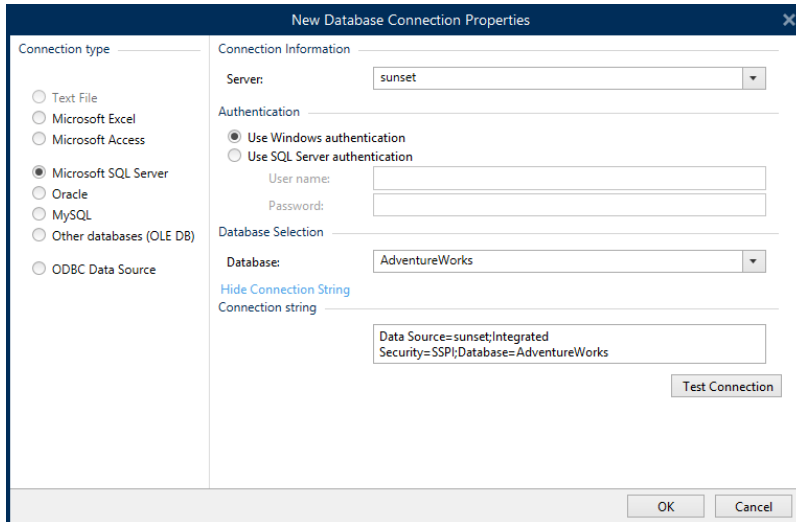 New Database Connection Properties
Connection type
Text File
Microsoft Excel
Microsoft Access
Microsoft SQL Server
Oracle
MySQL
Other databases (OLE DB)
ODBC Data Source
Connection Information
Server:
sunset
Authentication
Use Windows authentication
Use SQL Server authentication
User name:
Password:
Database Selection
Database:
AdventureWorks
Hide Connection String
Connection string
Data Source=sunset;Integrated
Security=SSPI;Database=AdventureWorks
Test Connection
OK
Cancel